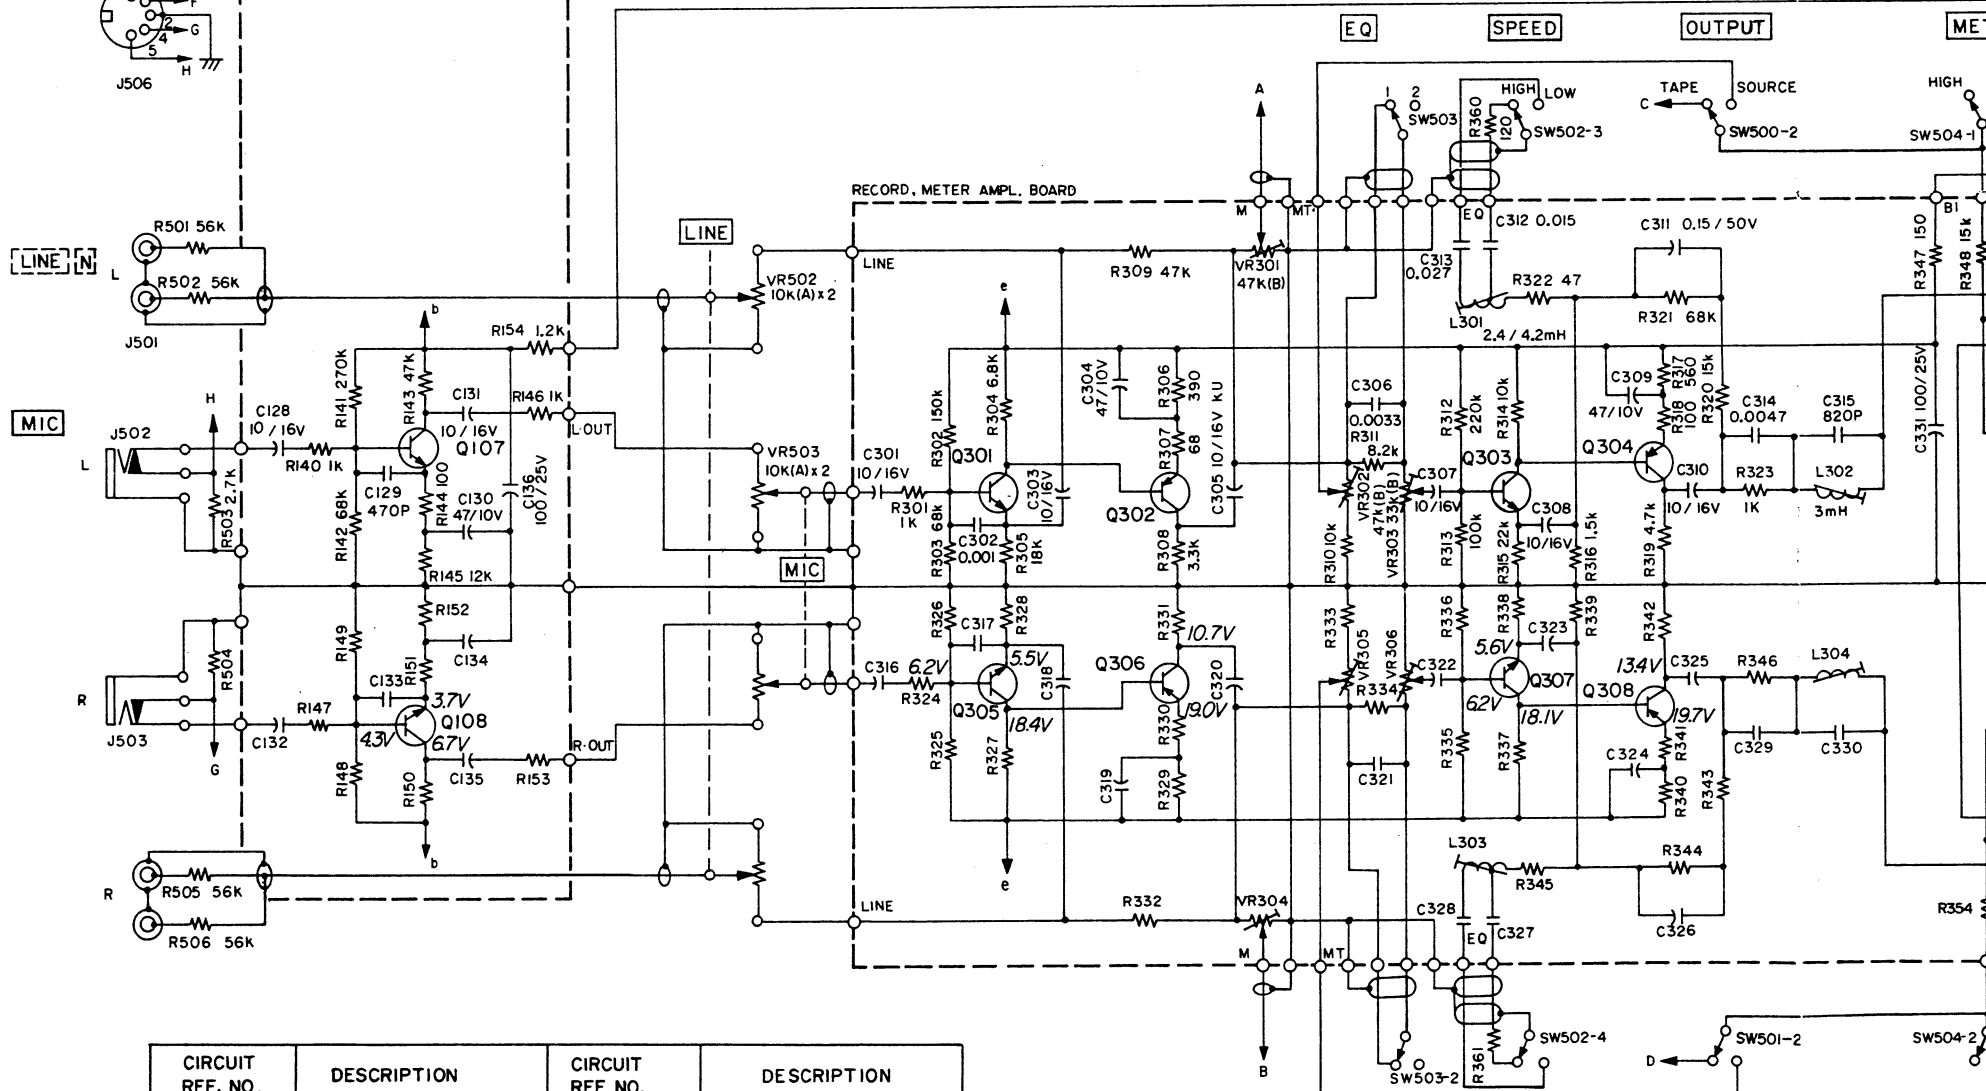 F
2
G
4
5
H
J506
EQ
SPEED
OUTPUT
MET
A
1 2
SW503
R360
120
HIGH LOW
SW502-3
TAPE SOURCE
C
SW500-2
HIGH
SW504-1
RECORD, METER AMPL. BOARD
M
MT
EQ
B1
LINE N
L
R501 56K
R502 56K
J501
LINE
VR502
10K(A)x2
LINE
R309 47K
VR301
47K(B)
C312 0.015
C313
0.027
C311 0.15/50V
R347 150
R348 15k
R322 47
L301
2.4/4.2mH
R321 68K
b
R154 1.2K
e
MIC
H
J502
L
C128
10/16V
R140 1K
R141 270k
R143 47K
C131
10/16V
R146 1K
L·OUT
Q107
C129
470P
R142 68K
R144 100
C130
47/10V
C136
100/25V
R503 2.7K
R145 12K
VR503
10K(A)x2
C301
10/16V
R301
1K
R302 150k
R304 6.8K
Q301
C303
10/16V
R303 68k
C302
0.001
R305
18K
C304
47/10V
R306
390
R307
68
Q302
C305 10/16V KU
R308
3.3K
C306
0.0033
R311
8.2k
VR302
47k(B)
VR303 33k(B)
R310 10k
C307
10/16V
R312
220k
R314 10k
Q303
C308
10/16V
R313
100k
R315 22k
R316 1.5k
C309
47/10V
R317
560
R318
100
R320 15k
Q304
C310
10/16V
R319 4.7k
C314
0.0047
C315
820P
R323
1K
L302
3mH
C331 100/25V
MIC
R
J503
R504
G
C132
R147
R149
R152
C134
R151
C133
3.7V
Q108
4.3V
6.7V
R148
R150
C135
R153
R·OUT
b
C316
6.2V
R324
R326
C317
R328
5.5V
Q305
18.4V
C318
R325
R327
e
Q306
R331
10.7V
19.0V
C320
R330
C319
R329
R333
VR305
VR306
R334
C321
C322
R336
R338
5.6V
C323
R339
Q307
6.2V
18.1V
R335
R337
R342
13.4V
C325
Q308
19.7V
R341
C324
R340
R343
R346
L304
C329
C330
R
R505 56K
R506 56K
LINE
R332
VR304
M
MT
B
L303
R345
R344
C328
EQ
C327
C326
R354
SW503-2
R361
SW502-4
D
SW501-2
SW504-2
CIRCUIT
REF. NO.
DESCRIPTION
CIRCUIT
REF. NO.
DESCRIPTION